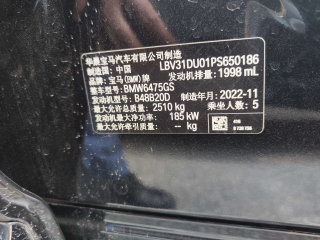 华晨宝马汽车有限公司制造
制造国: 中国 LBV31DU01PS650186
品牌: 宝马(BMW)牌 发动机排量: 1998 mL
整车型号: BMW6475GS
发动机型号: B48B20D 制造年月: 2022-11
最大总质量: 2510 kg 乘坐人数: 5
发动机最大净功率: 185 kW
最大允许牵引质量: - kg